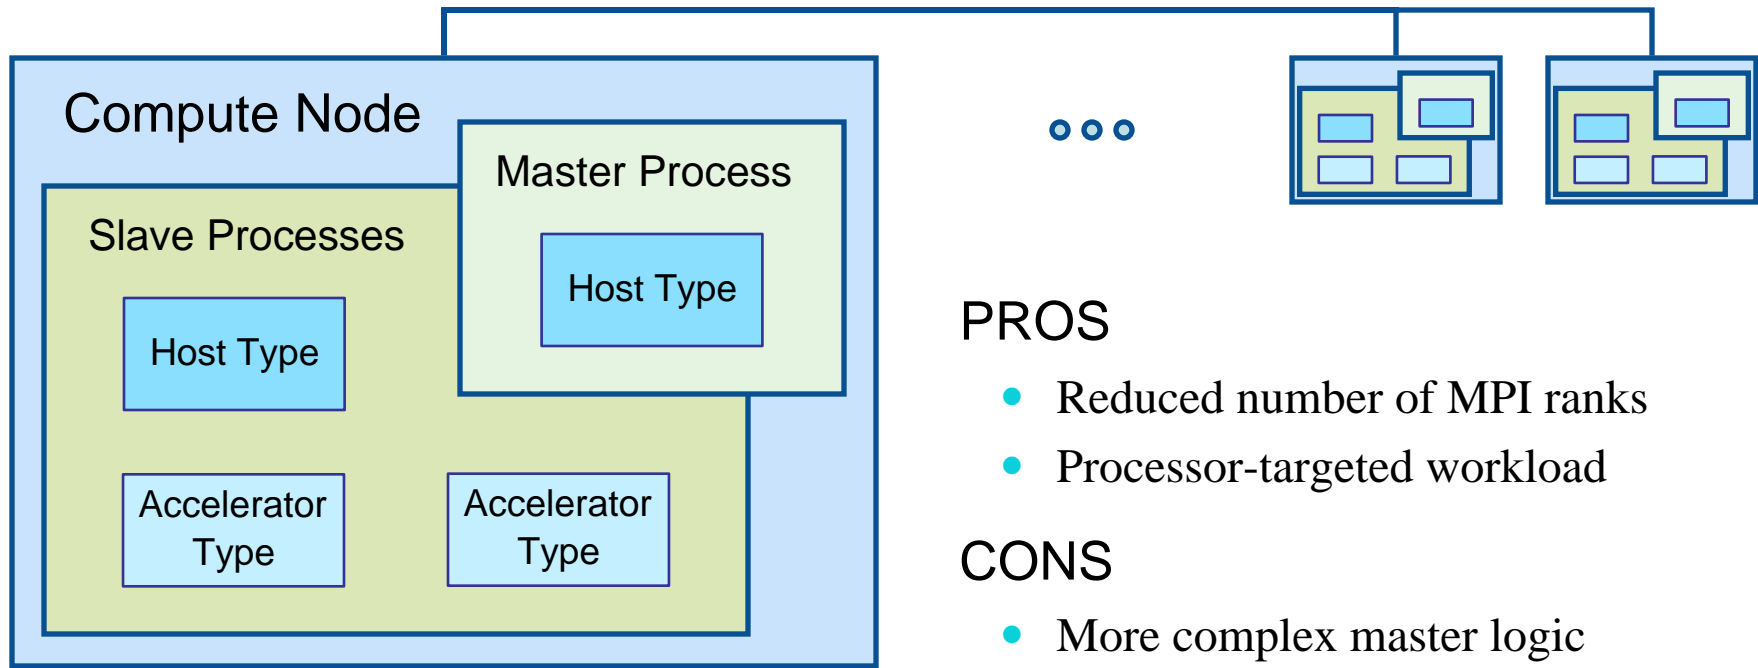 Compute Node
Master Process
Host Type
Slave Processes
Host Type
Accelerator
Type
Accelerator
Type
PROS
• Reduced number of MPI ranks
• Processor-targeted workload
CONS
• More complex master logic